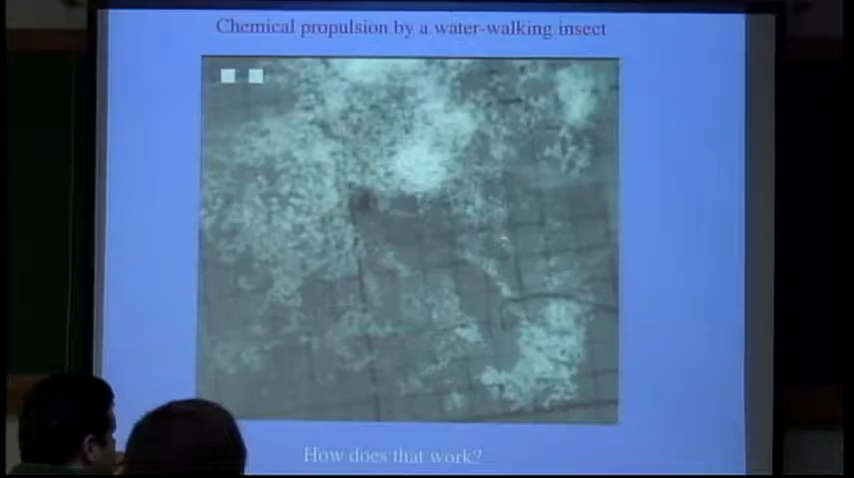 Chemical propulsion by a water-walking insect
How does that work?